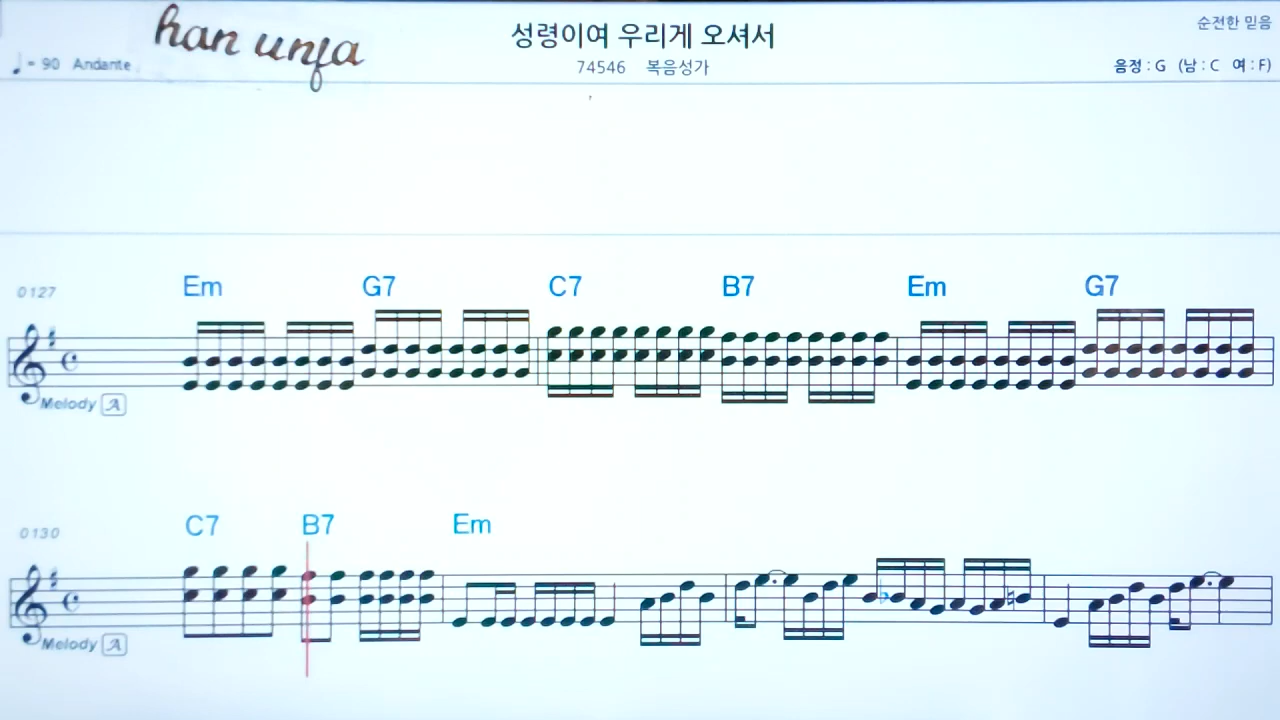 han unfa
성령이여 우리게 오셔서
순전한 믿음
♩= 90 Andante
74546 복음성가
음정 : G (남 : C 여 : F)
Em G7 C7 B7 Em G7
0127
Melody A
C7 B7 Em
0130
Melody A